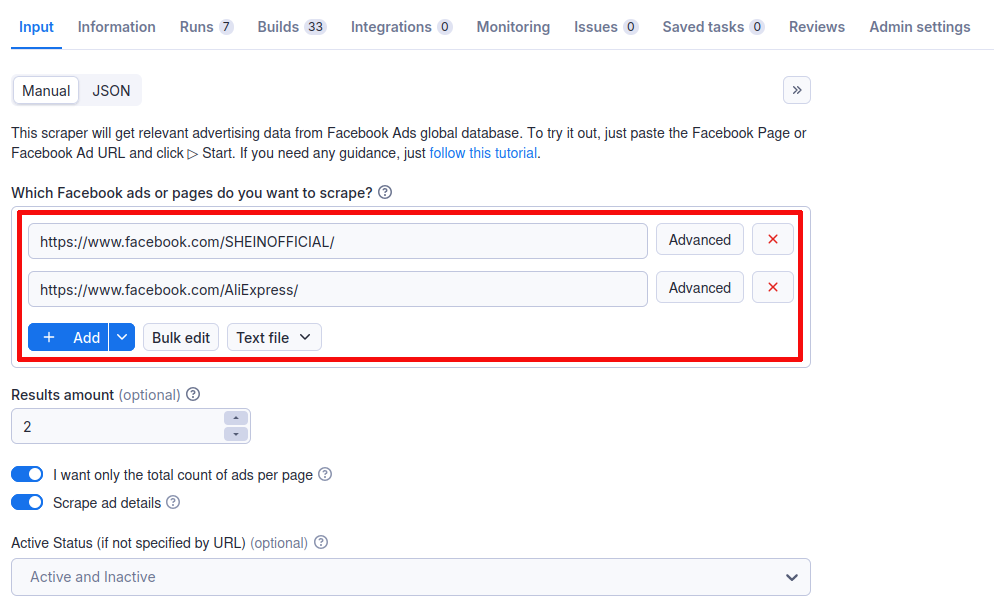 Input Information Runs 7 Builds 33 Integrations 0 Monitoring Issues 0 Saved tasks 0 Reviews Admin settings
Manual JSON
This scraper will get relevant advertising data from Facebook Ads global database. To try it out, just paste the Facebook Page or
Facebook Ad URL and click ▷ Start. If you need any guidance, just follow this tutorial.
Which Facebook ads or pages do you want to scrape? ?
https://www.facebook.com/SHEINOFFICIAL/ Advanced
https://www.facebook.com/AliExpress/ Advanced
+ Add Bulk edit Text file
Results amount (optional) ?
2
I want only the total count of ads per page ?
Scrape ad details ?
Active Status (if not specified by URL) (optional) ?
Active and Inactive